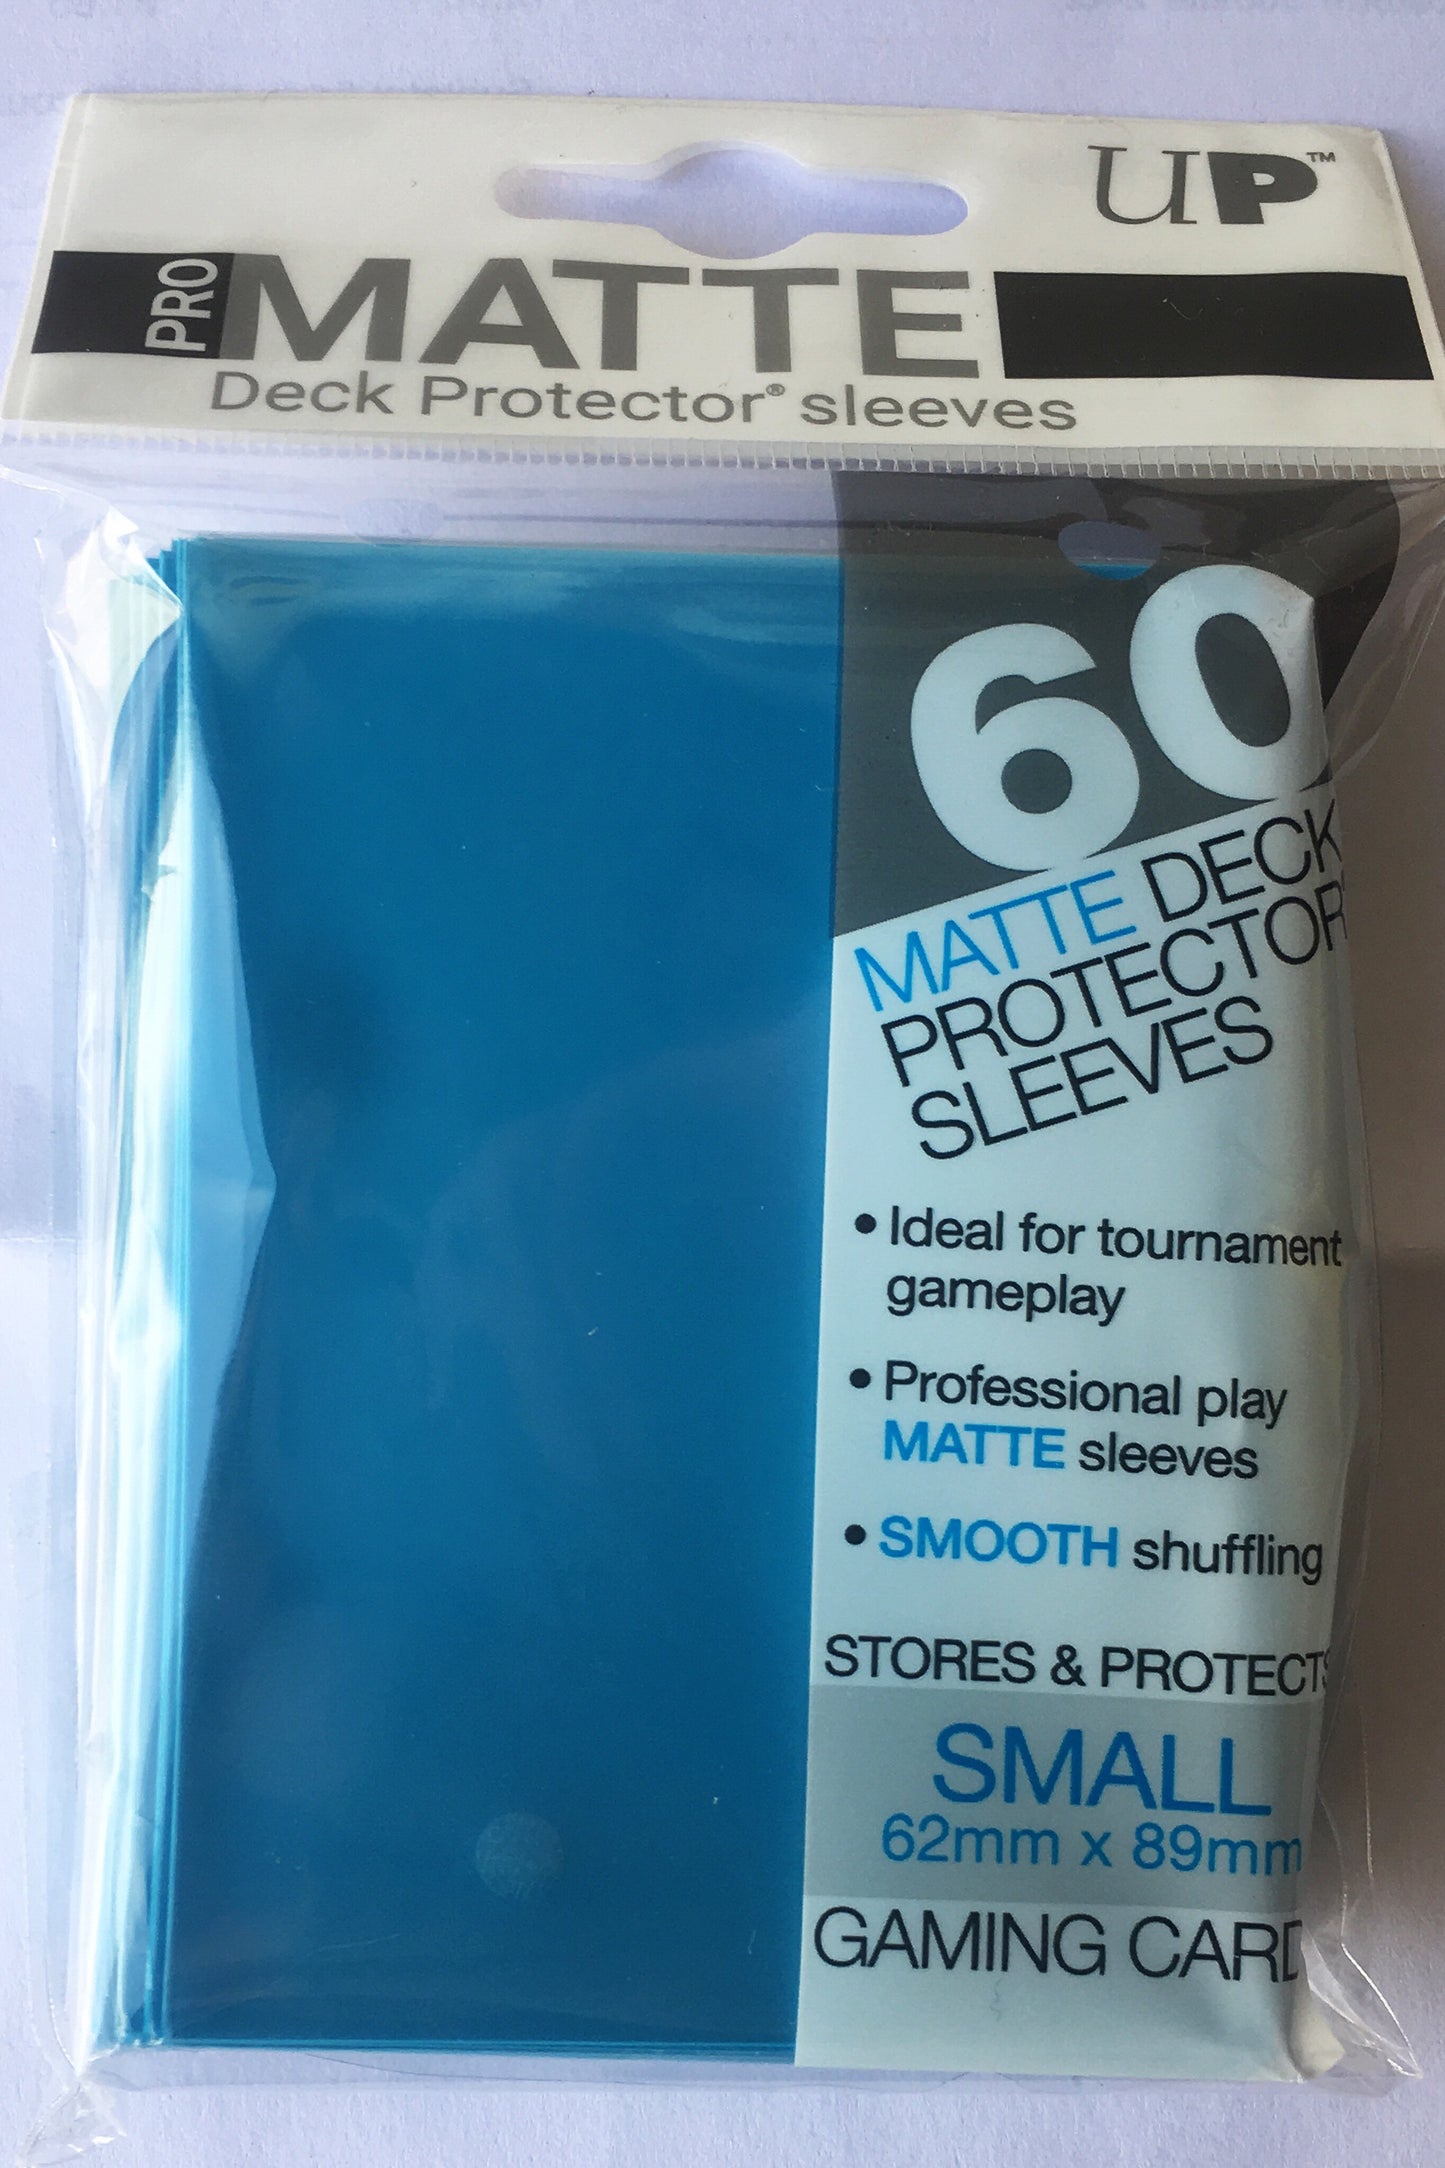 UP™
PRO
MATTE
Deck Protector® sleeves
60
MATTE DECK
PROTECTOR
SLEEVES
• Ideal for tournament
gameplay
• Professional play
MATTE sleeves
• SMOOTH shuffling
STORES & PROTECTS
SMALL
62mm x 89mm
GAMING CARD